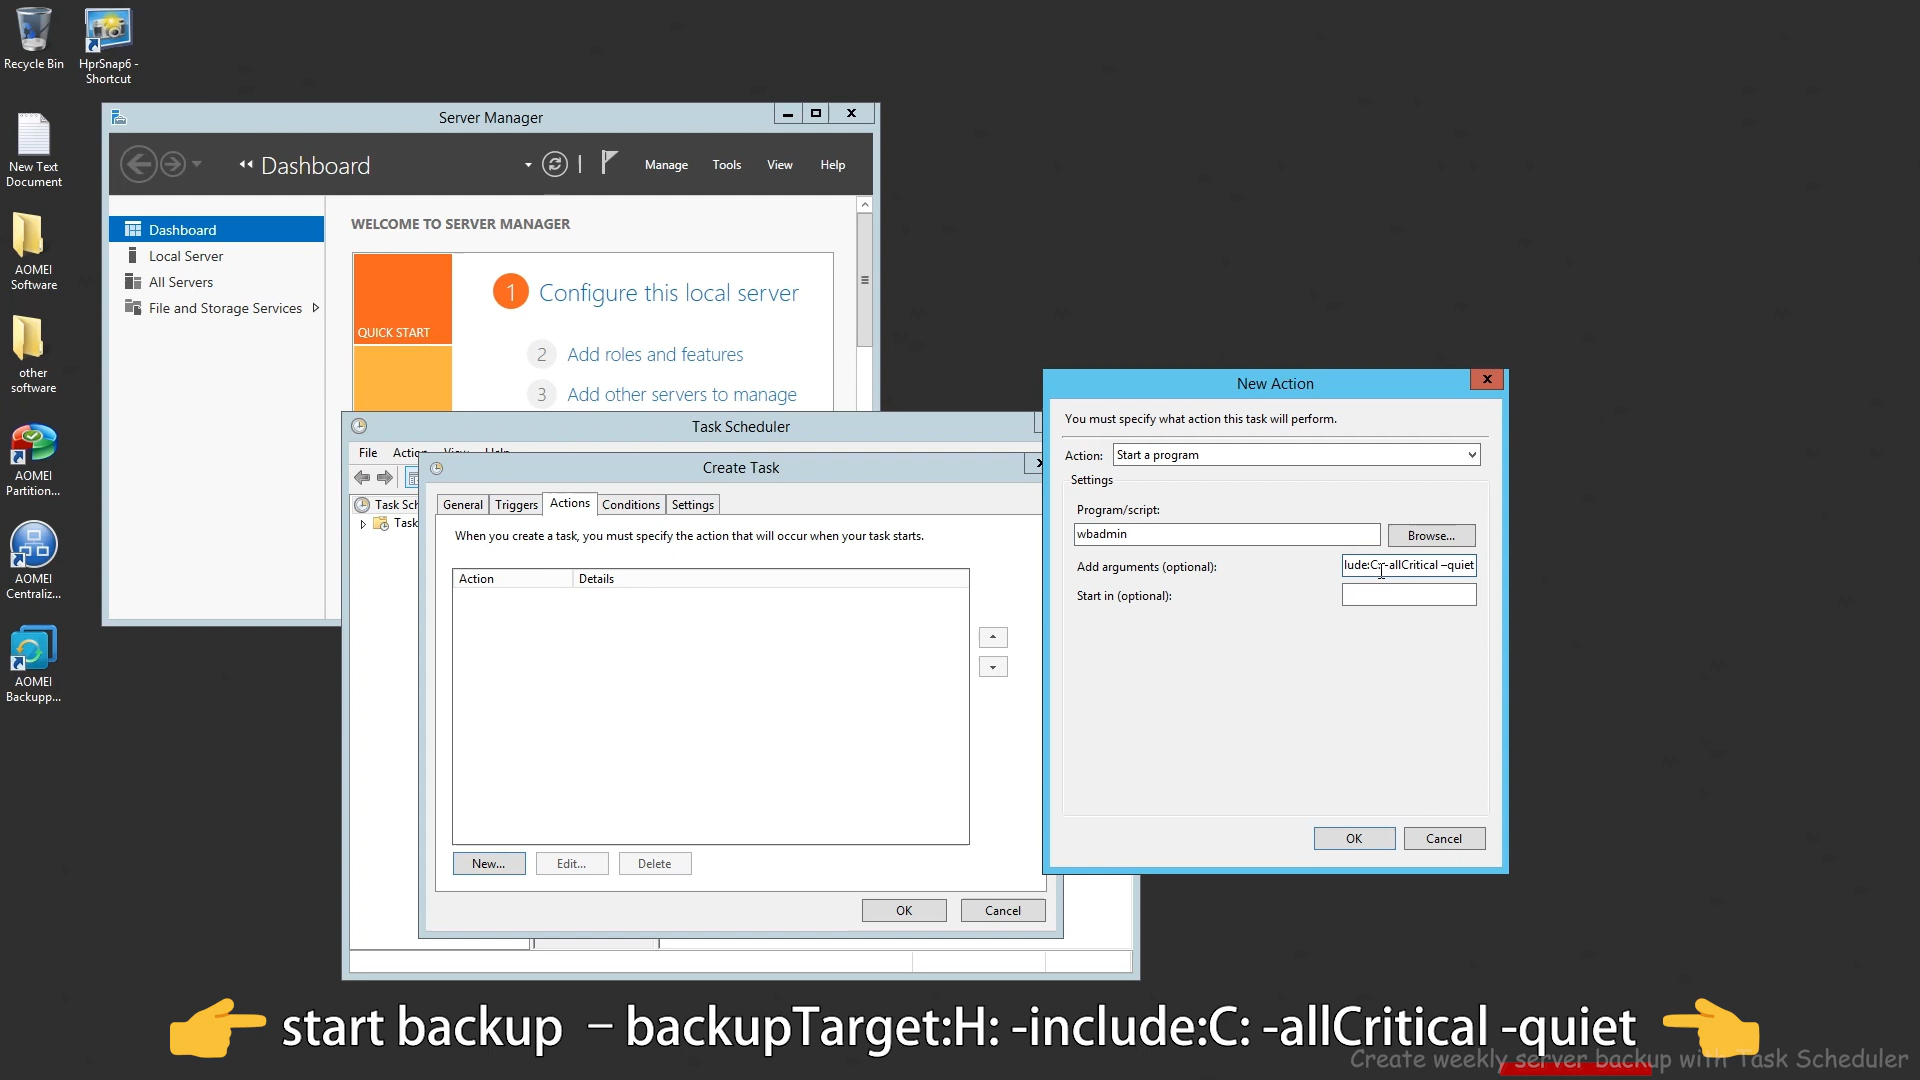 Recycle Bin
HprSnap6 -
Shortcut
New Text
Document
AOMEI
Software
other
software
AOMEI
Partition...
AOMEI
Centraliz...
AOMEI
Backupp...
Server Manager
Dashboard
Manage
Tools
View
Help
Dashboard
Local Server
All Servers
File and Storage Services
WELCOME TO SERVER MANAGER
QUICK START
1 Configure this local server
2 Add roles and features
3 Add other servers to manage
Task Scheduler
File
Action
View
Help
Task Sch
Task
Create Task
General
Triggers
Actions
Conditions
Settings
When you create a task, you must specify the action that will occur when your task starts.
Action
Details
New...
Edit...
Delete
OK
Cancel
New Action
You must specify what action this task will perform.
Action: Start a program
Settings
Program/script:
wbadmin
Browse...
Add arguments (optional): lude:C: -allCritical –quiet
Start in (optional):
OK
Cancel
start backup – backupTarget:H: -include:C: -allCritical -quiet
Create weekly server backup with Task Scheduler